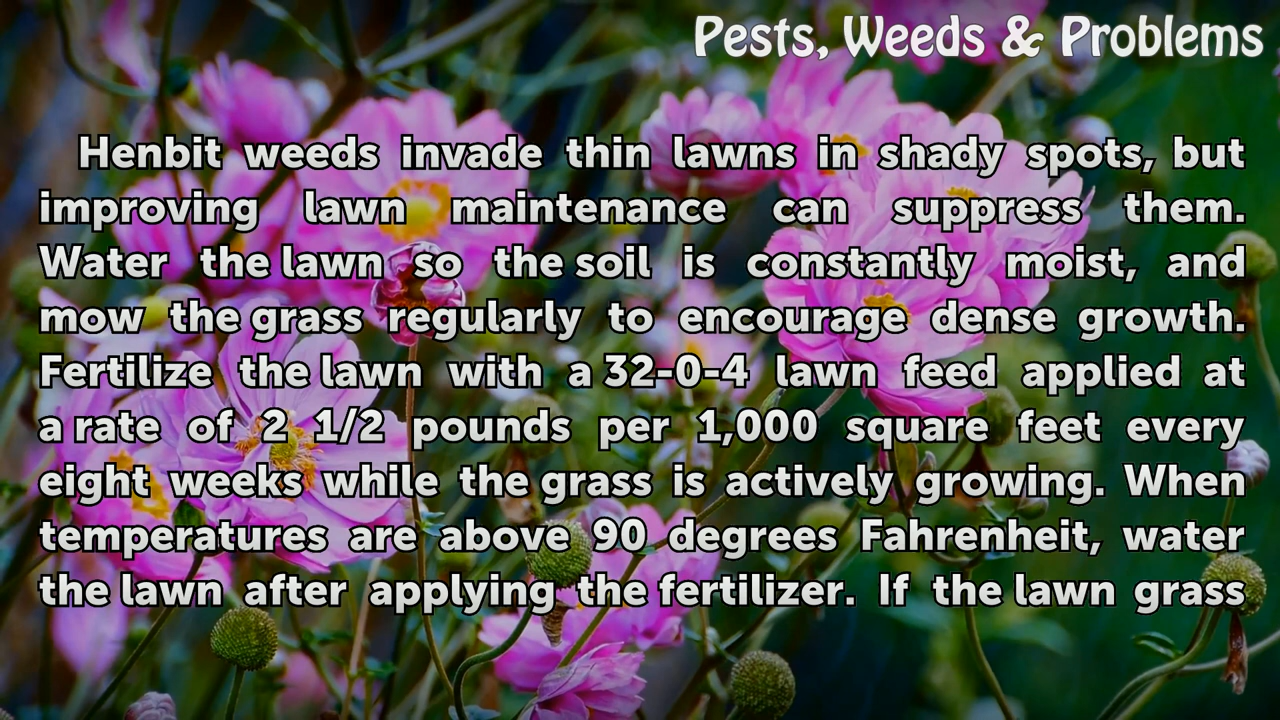 Pests, Weeds & Problems
Henbit weeds invade thin lawns in shady spots, but
improving lawn maintenance can suppress them.
Water the lawn so the soil is constantly moist, and
mow the grass regularly to encourage dense growth.
Fertilize the lawn with a 32-0-4 lawn feed applied at
a rate of 2 1/2 pounds per 1,000 square feet every
eight weeks while the grass is actively growing. When
temperatures are above 90 degrees Fahrenheit, water
the lawn after applying the fertilizer. If the lawn grass